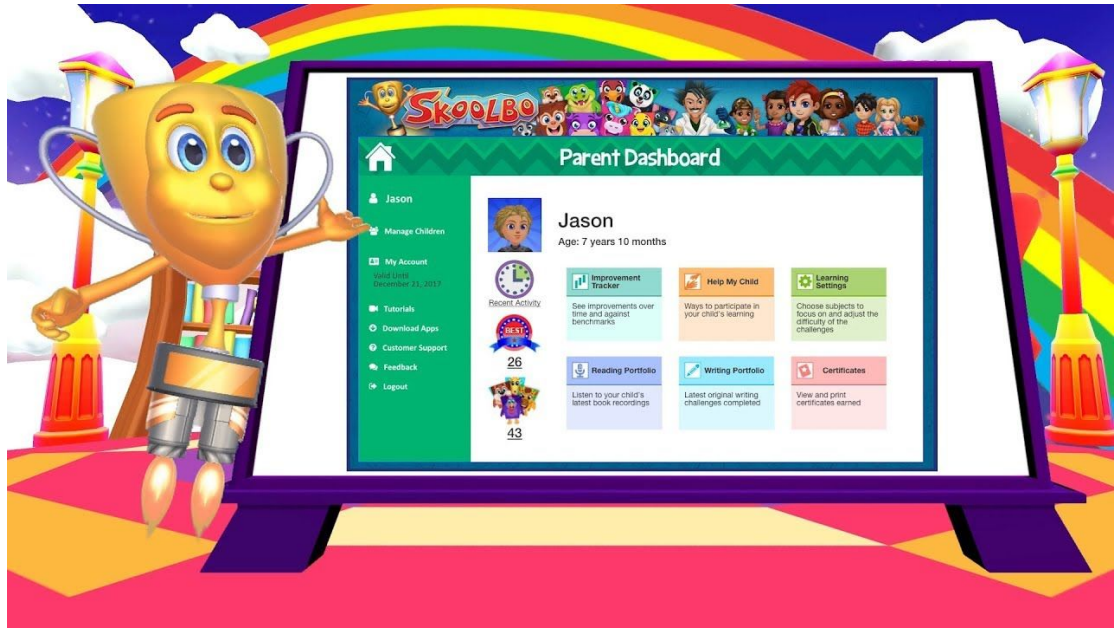 SKOOLBO
Parent Dashboard
Jason
Manage Children
My Account
Valid Until
December 21, 2017
Tutorials
Download Apps
Customer Support
Feedback
Logout
Jason
Age: 7 years 10 months
Recent Activity
BEST
26
43
Improvement
Tracker
See improvements over
time and against
benchmarks
Help My Child
Ways to participate in
your child's learning
Learning
Settings
Choose subjects to
focus on and adjust the
difficulty of the
challenges
Reading Portfolio
Listen to your child's
latest book recordings
Writing Portfolio
Latest original writing
challenges completed
Certificates
View and print
certificates earned